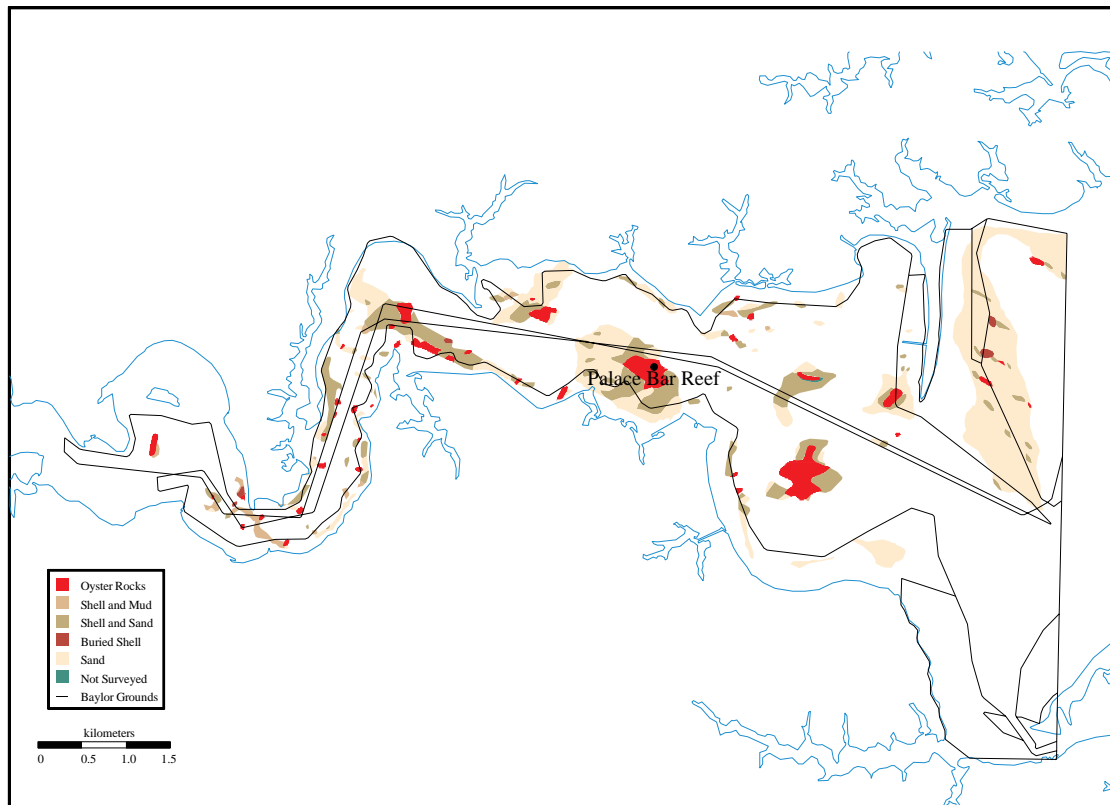 Palace Bar Reef
Oyster Rocks
Shell and Mud
Shell and Sand
Buried Shell
Sand
Not Surveyed
Baylor Grounds
kilometers
0 0.5 1.0 1.5